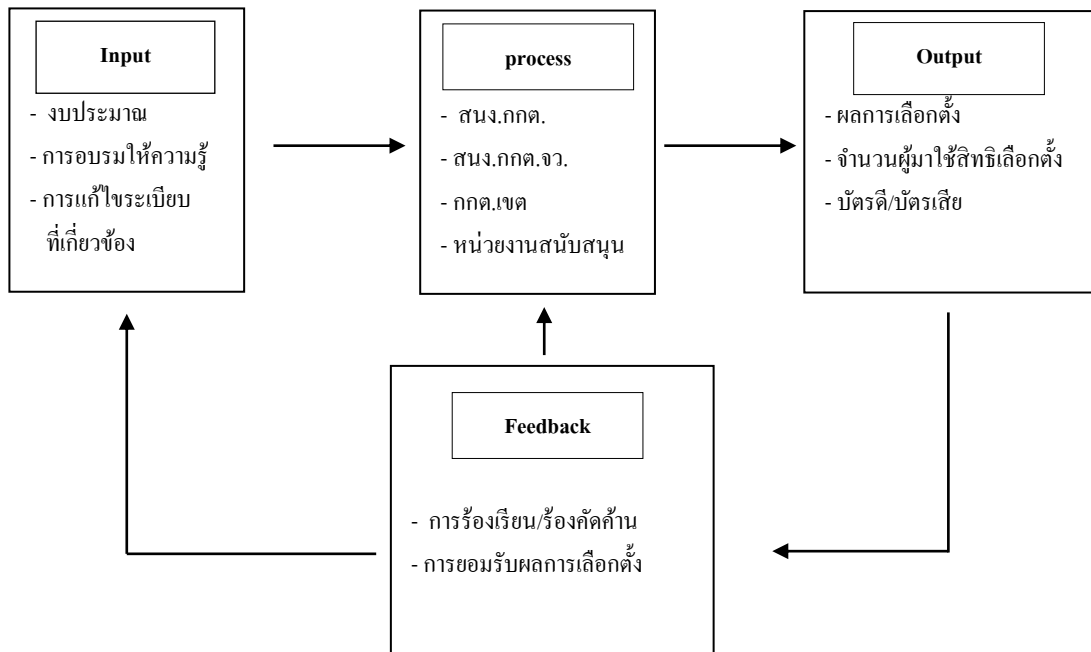 Input
- งบประมาณ
- การอบรมให้ความรู้
- การแก้ไขระเบียบ
ที่เกี่ยวข้อง
process
- สนง.กกต.
- สนง.กกต.จว.
- กกต.เขต
- หน่วยงานสนับสนุน
Output
- ผลการเลือกตั้ง
- จำนวนผู้มาใช้สิทธิเลือกตั้ง
- บัตรดี/บัตรเสีย
Feedback
- การร้องเรียน/ร้องคัดค้าน
- การยอมรับผลการเลือกตั้ง